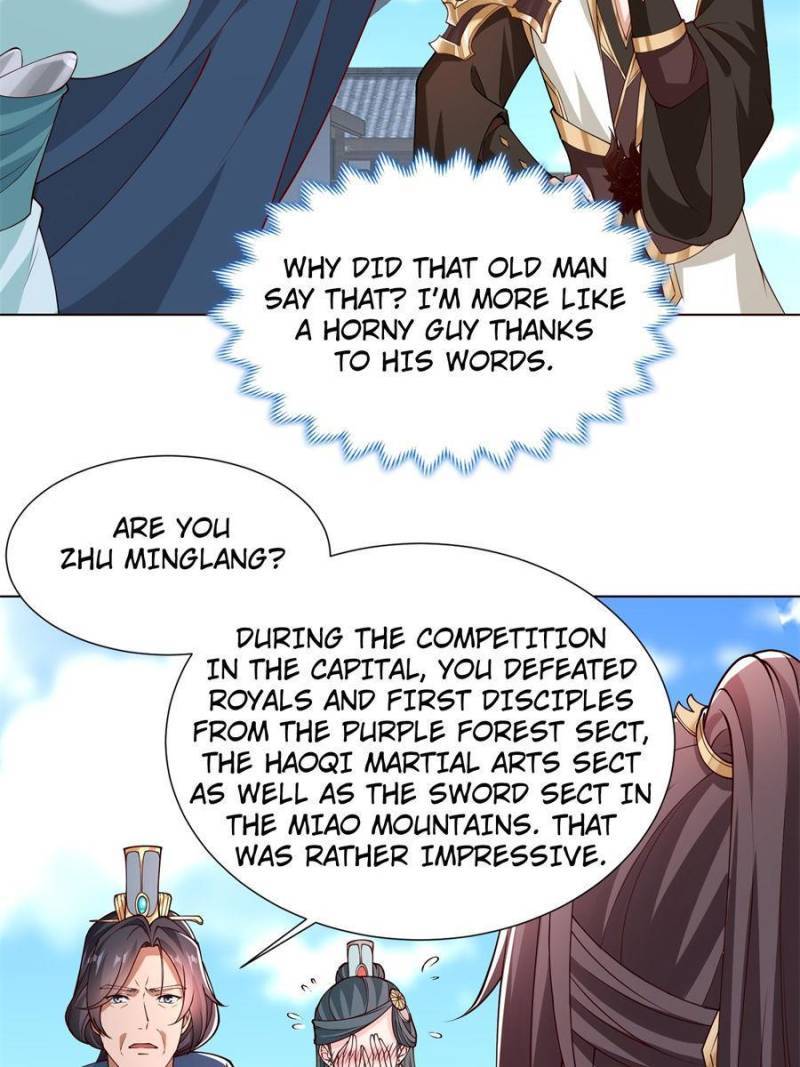 WHY DID THAT OLD MAN
SAY THAT? I'M MORE LIKE
A HORNY GUY THANKS
TO HIS WORDS.
ARE YOU
ZHU MINGLANG?
DURING THE COMPETITION
IN THE CAPITAL, YOU DEFEATED
ROYALS AND FIRST DISCIPLES
FROM THE PURPLE FOREST SECT,
THE HAOQI MARTIAL ARTS SECT
AS WELL AS THE SWORD SECT IN
THE MIAO MOUNTAINS. THAT
WAS RATHER IMPRESSIVE.